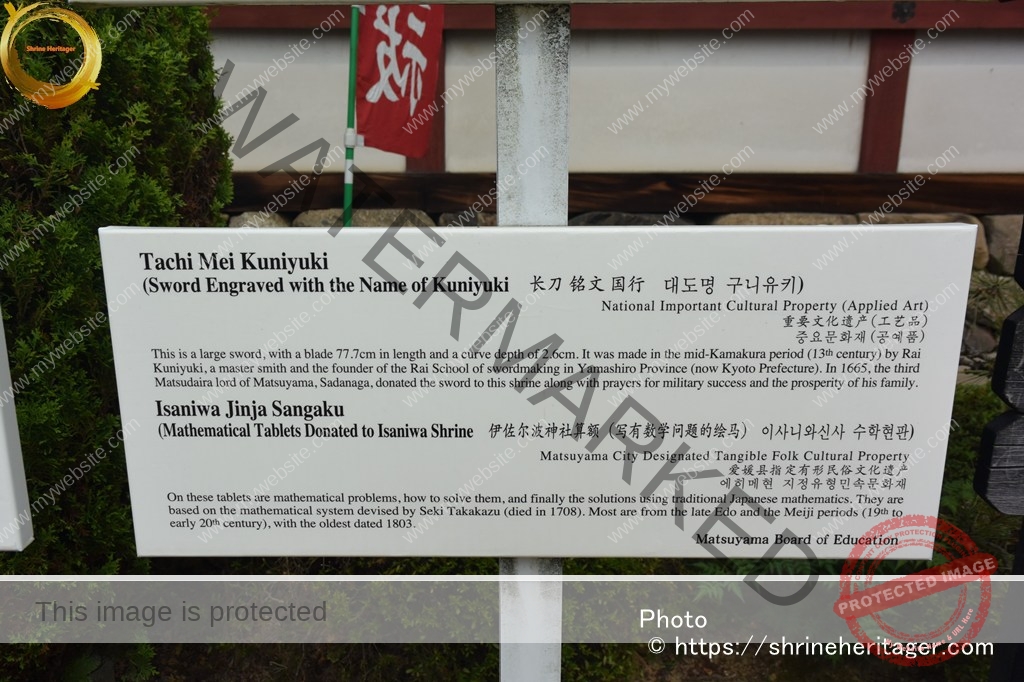 Shrine Heritager
Tachi Mei Kuniyuki
(Sword Engraved with the Name of Kuniyuki 长刀 铭文 国行 대도명 구니유키)
National Important Cultural Property (Applied Art)
重要文化遗产(工艺品)
중요문화재(공예품)
This is a large sword, with a blade 77.7cm in length and a curve depth of 2.6cm. It was made in the mid-Kamakura period (13th century) by Rai
Kuniyuki, a master smith and the founder of the Rai School of swordmaking in Yamashiro Province (now Kyoto Prefecture). In 1665, the third
Matsudaira lord of Matsuyama, Sadanaga, donated the sword to this shrine along with prayers for military success and the prosperity of his family.
Isaniwa Jinja Sangaku
(Mathematical Tablets Donated to Isaniwa Shrine 伊佐尔波神社算额（写有数学问题的绘马） 이사니와신사 수학현판)
Matsuyama City Designated Tangible Folk Cultural Property
爱媛县指定有形民俗文化遗产
에히메현 지정유형민속문화재
On these tablets are mathematical problems, how to solve them, and finally the solutions using traditional Japanese mathematics. They are
based on the mathematical system devised by Seki Takakazu (died in 1708). Most are from the late Edo and the Meiji periods (19th to
early 20th century), with the oldest dated 1803.
Matsuyama Board of Education
WATERMARKED
www.mywebsite.com
This image is protected
PROTECTED IMAGE
Photo
© https://shrineheritager.com